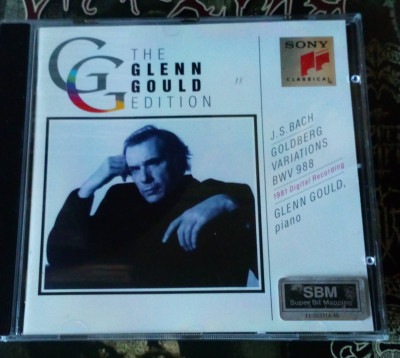 GG
THE
GLENN
GOULD
EDITION
SONY
CLASSICAL
J.S. BACH
GOLDBERG
VARIATIONS
BWV 988
1981 Digital Recording
GLENN GOULD,
piano
SBM
Super Bit Mapping